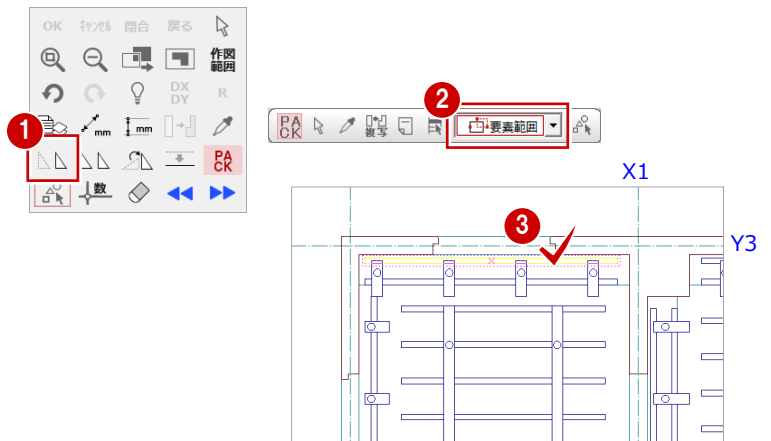 OK ｷｬﾝｾﾙ 閉合 戻る
作図
範囲
DX
DY R
mm mm
1
PA
CK
数
2
PA
CK 複写 要素範囲
X1
3
Y3